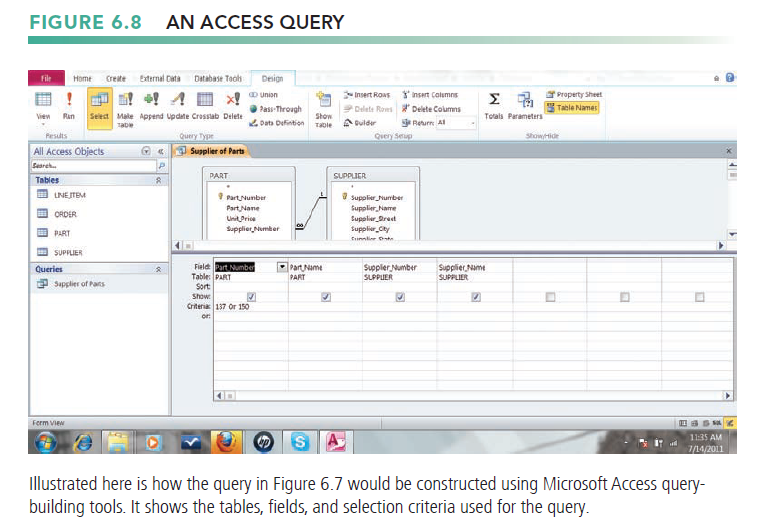 FIGURE 6.8 AN ACCESS QUERY
File Home Create External Data Database Tools Design
View Run Select Make Table Append Update Crosstab Delete
Union
Pass-Through
Data Definition
Show Table
Insert Rows
Delete Rows
Builder
Insert Columns
Delete Columns
Return: All
Totals Parameters
Property Sheet
Table Names
Results Query Type Query Setup Show/Hide
All Access Objects
Search...
Tables
LINE_ITEM
ORDER
PART
SUPPLIER
Queries
Supplier of Parts
Supplier of Parts
PART
*
Part_Number
Part_Name
Unit_Price
Supplier_Number
1
∞
SUPPLIER
*
Supplier_Number
Supplier_Name
Supplier_Street
Supplier_City
Supplier_State
Field: Part_Number Part_Name Supplier_Number Supplier_Name
Table: PART PART SUPPLIER SUPPLIER
Sort:
Show:
Criteria: 137 Or 150
or:
Form View
SQL
hp
S
A
11:35 AM
7/14/2011
Illustrated here is how the query in Figure 6.7 would be constructed using Microsoft Access query-
building tools. It shows the tables, fields, and selection criteria used for the query.